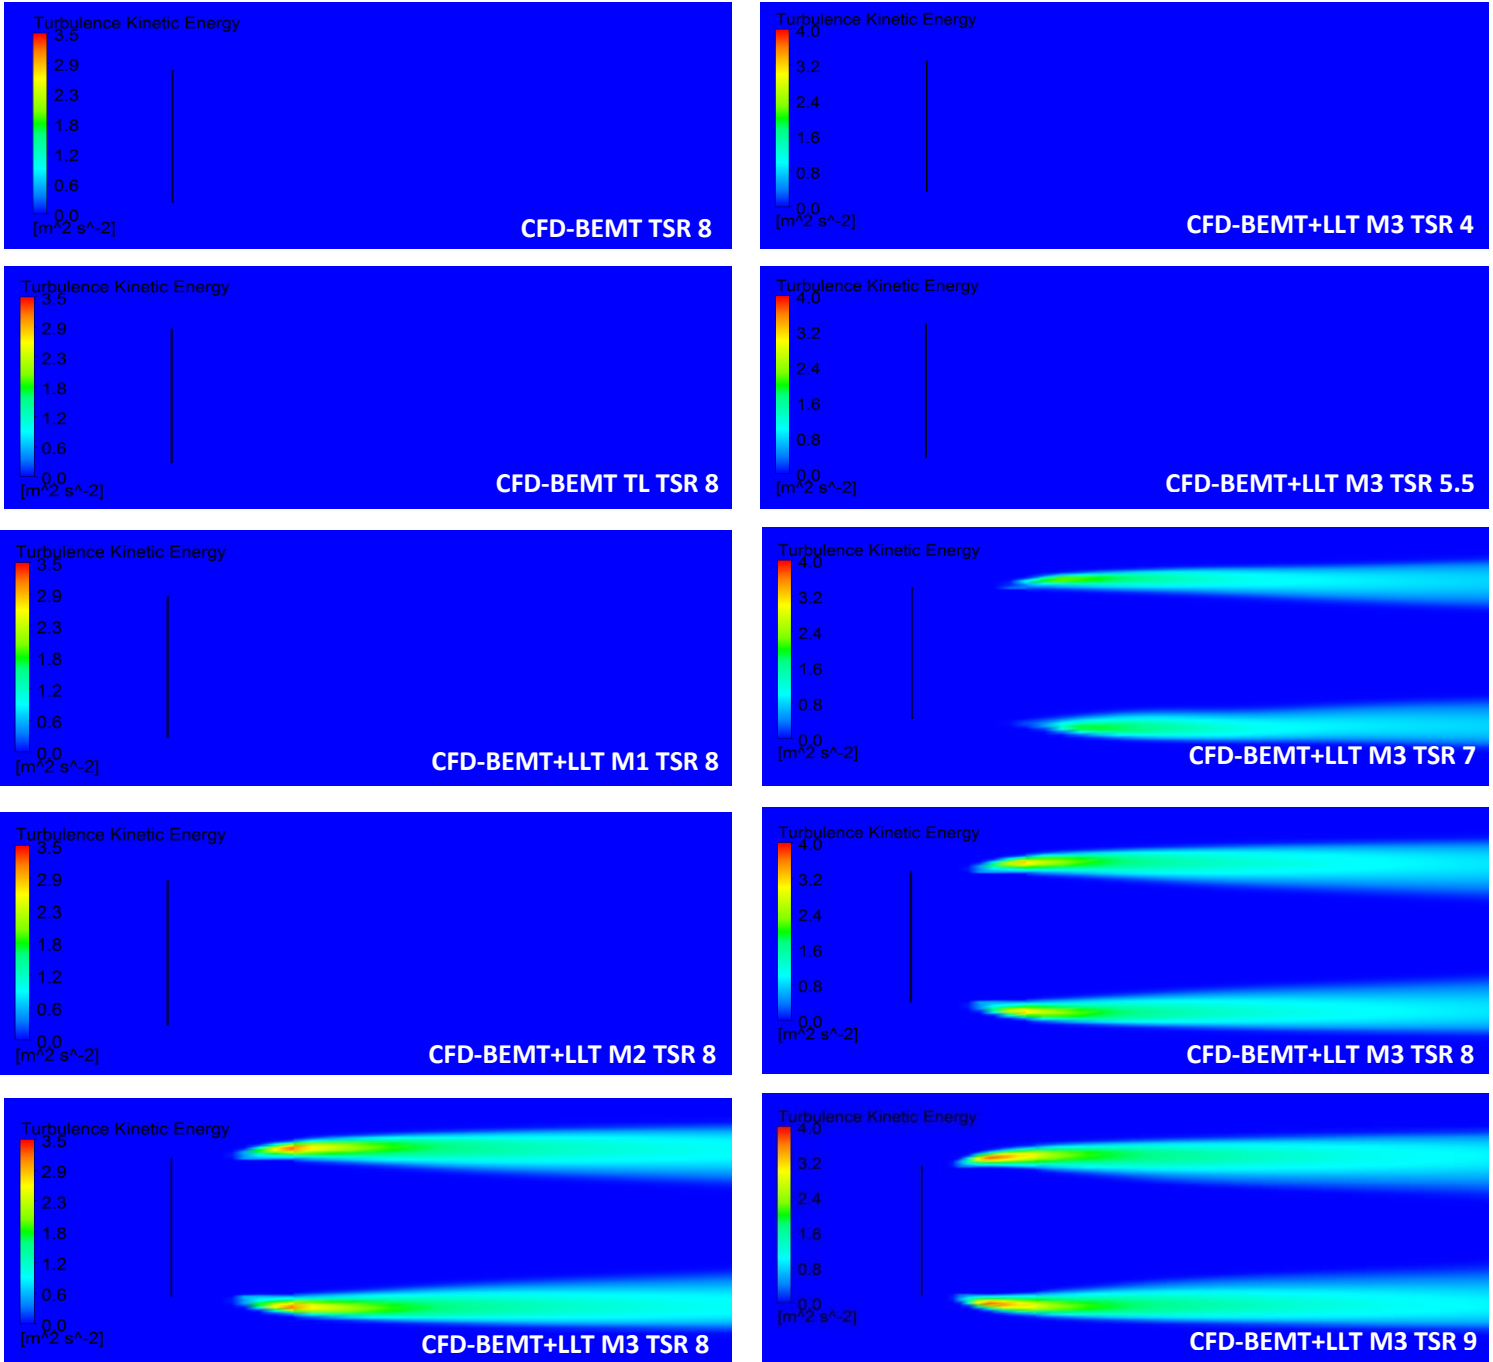 Turbulence Kinetic Energy
3.5
2.9
2.3
1.8
1.2
0.6
0.0
[m^2 s^-2]
CFD-BEMT TSR 8
Turbulence Kinetic Energy
4.0
3.2
2.4
1.6
0.8
0.0
[m^2 s^-2]
CFD-BEMT+LLT M3 TSR 4
Turbulence Kinetic Energy
3.5
2.9
2.3
1.8
1.2
0.6
0.0
[m^2 s^-2]
CFD-BEMT TL TSR 8
Turbulence Kinetic Energy
4.0
3.2
2.4
1.6
0.8
0.0
[m^2 s^-2]
CFD-BEMT+LLT M3 TSR 5.5
Turbulence Kinetic Energy
3.5
2.9
2.3
1.8
1.2
0.6
0.0
[m^2 s^-2]
CFD-BEMT+LLT M1 TSR 8
Turbulence Kinetic Energy
4.0
3.2
2.4
1.6
0.8
0.0
[m^2 s^-2]
CFD-BEMT+LLT M3 TSR 7
Turbulence Kinetic Energy
3.5
2.9
2.3
1.8
1.2
0.6
0.0
[m^2 s^-2]
CFD-BEMT+LLT M2 TSR 8
Turbulence Kinetic Energy
4.0
3.2
2.4
1.6
0.8
0.0
[m^2 s^-2]
CFD-BEMT+LLT M3 TSR 8
Turbulence Kinetic Energy
3.5
2.9
2.3
1.8
1.2
0.6
0.0
[m^2 s^-2]
CFD-BEMT+LLT M3 TSR 8
Turbulence Kinetic Energy
4.0
3.2
2.4
1.6
0.8
0.0
[m^2 s^-2]
CFD-BEMT+LLT M3 TSR 9